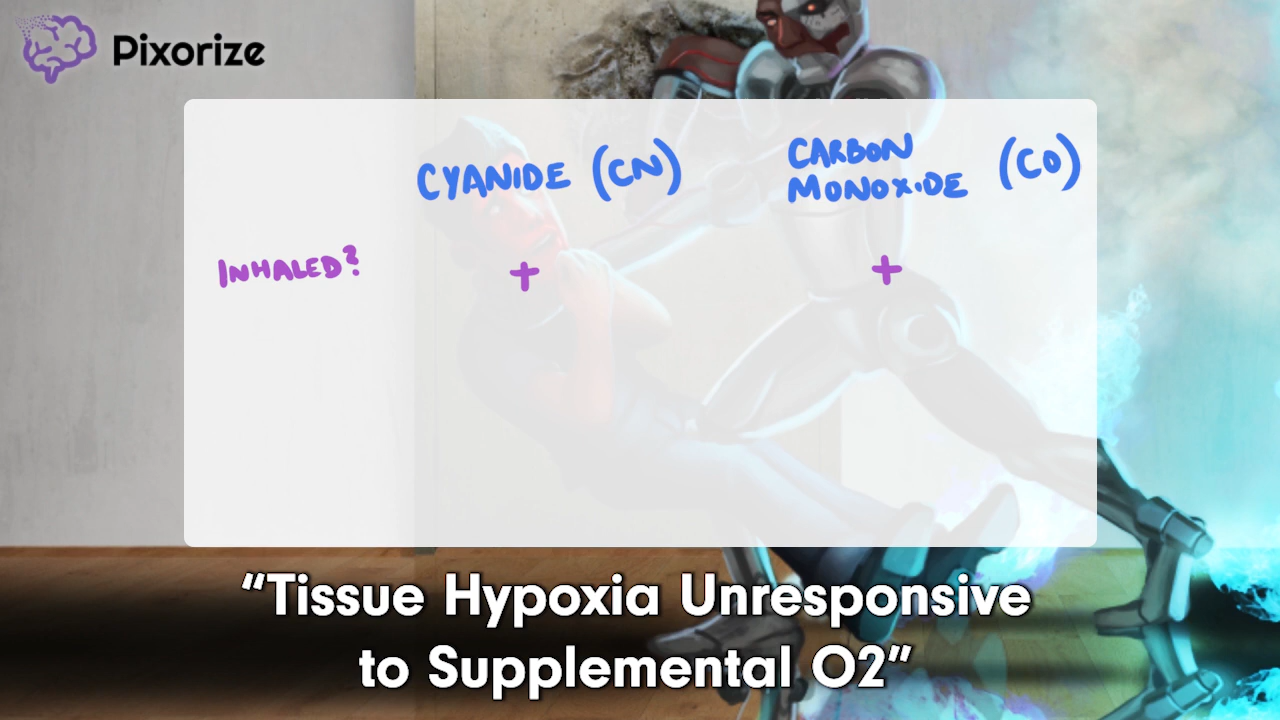 Pixorize
CYANIDE (CN)
CARBON
MONOXIDE (CO)
INHALED?
+
+
“Tissue Hypoxia Unresponsive
to Supplemental O2”